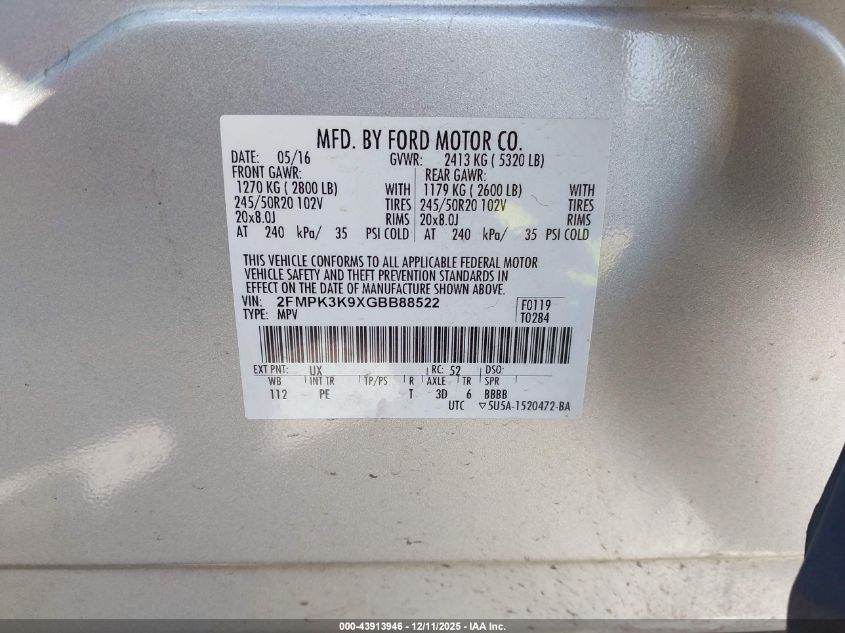 MFD. BY FORD MOTOR CO.
DATE: 05/16 GVWR: 2413 KG ( 5320 LB)
FRONT GAWR: REAR GAWR:
1270 KG ( 2800 LB) WITH 1179 KG ( 2600 LB) WITH
245/50R20 102V TIRES 245/50R20 102V TIRES
20x8.0J RIMS 20x8.0J RIMS
AT 240 kPa/ 35 PSI COLD AT 240 kPa/ 35 PSI COLD
THIS VEHICLE CONFORMS TO ALL APPLICABLE FEDERAL MOTOR
VEHICLE SAFETY AND THEFT PREVENTION STANDARDS IN
EFFECT ON THE DATE OF MANUFACTURE SHOWN ABOVE.
VIN: 2FMPK3K9XGBB88522 F0119
TYPE: MPV T0284
EXT PNT: UX RC: 52 DSO:
WB INT TR TP/PS R AXLE TR SPR
112 PE T 3D 6 BBBB
UTC ▽5U5A-1520472-BA
000-43913946 - 12/11/2025 - IAA Inc.